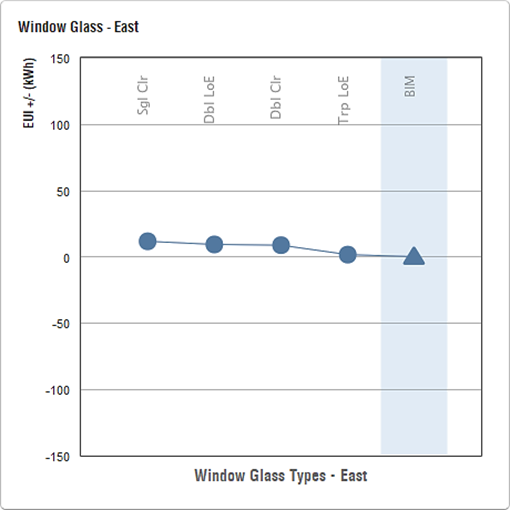 Window Glass - East
EUI +/- (kWh)
150
100
50
0
-50
-100
-150
Sgl Clr
Dbl LoE
Dbl Clr
Trp LoE
BIM
Window Glass Types - East